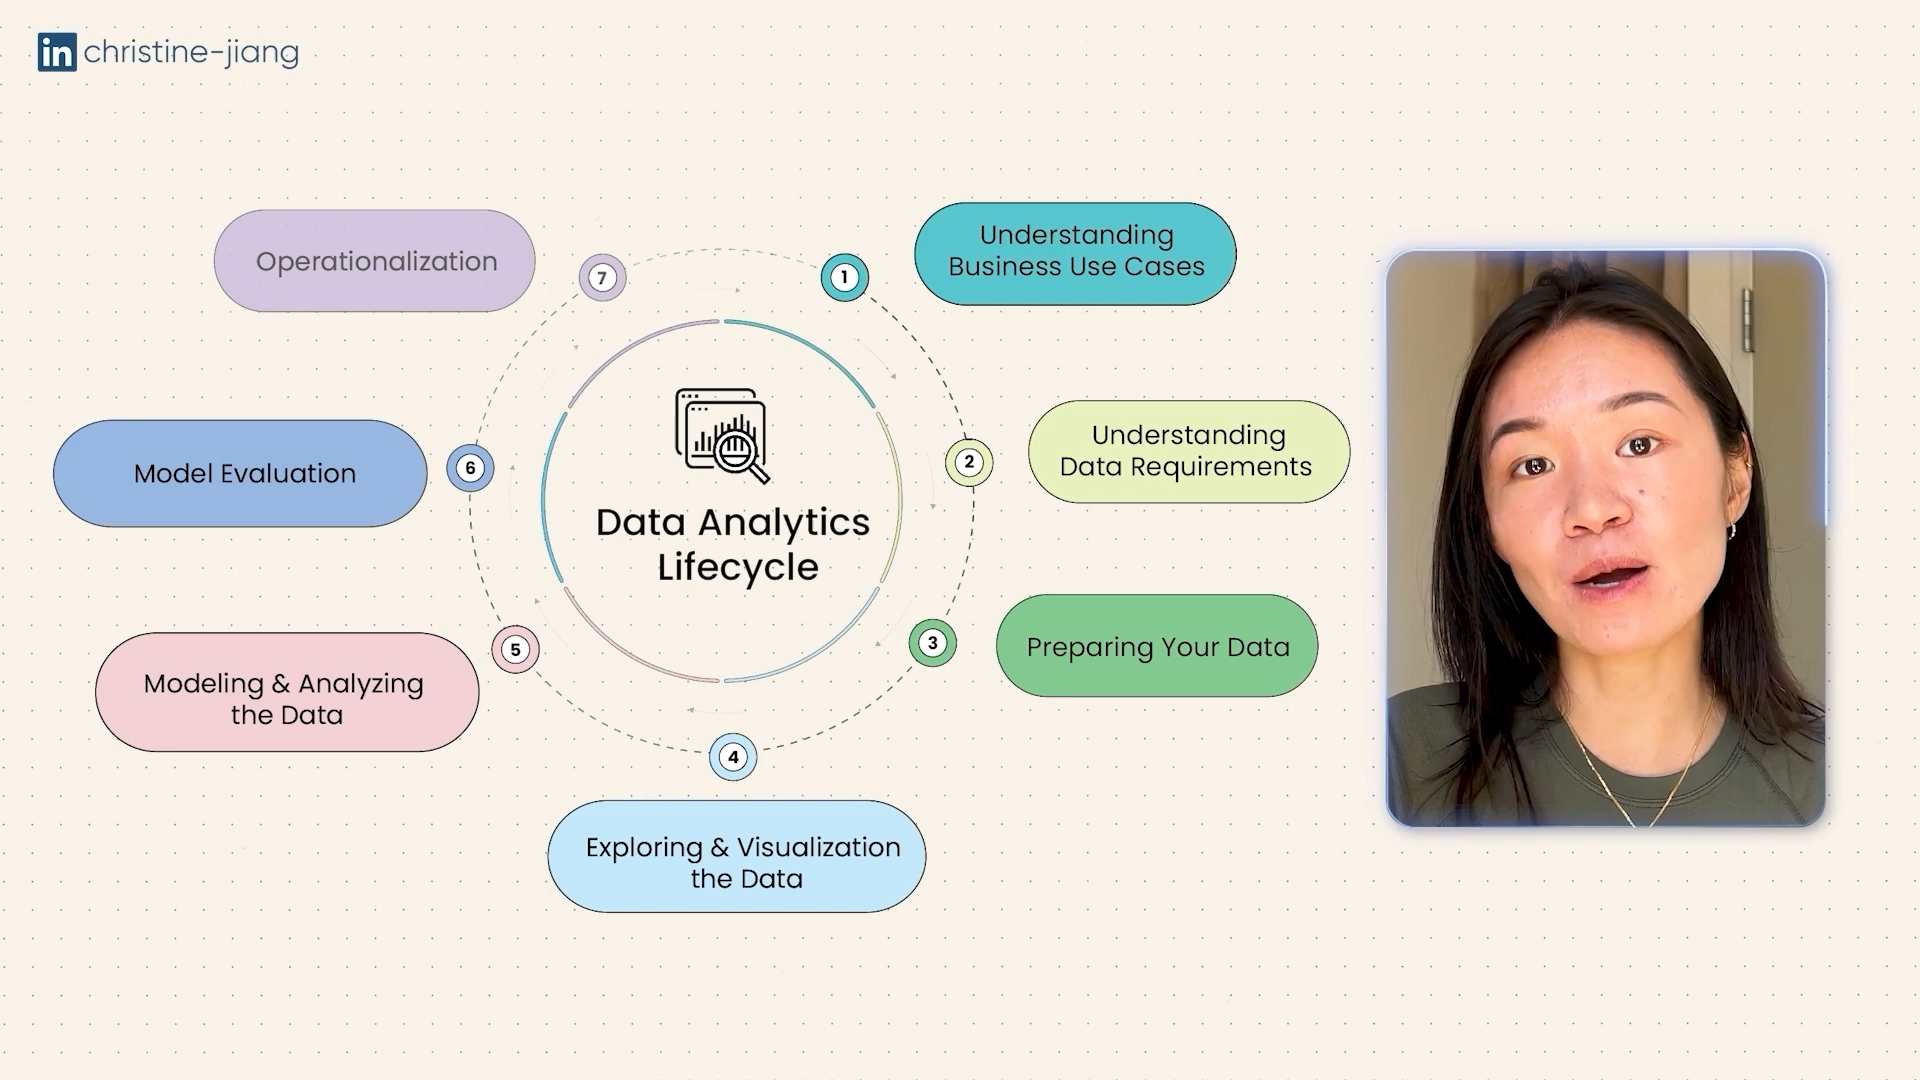 in christine-jiang
Data Analytics
Lifecycle
1
Understanding
Business Use Cases
2
Understanding
Data Requirements
3
Preparing Your Data
4
Exploring & Visualization
the Data
5
Modeling & Analyzing
the Data
6
Model Evaluation
7
Operationalization